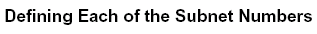 Defining Each of the Subnet Numbers